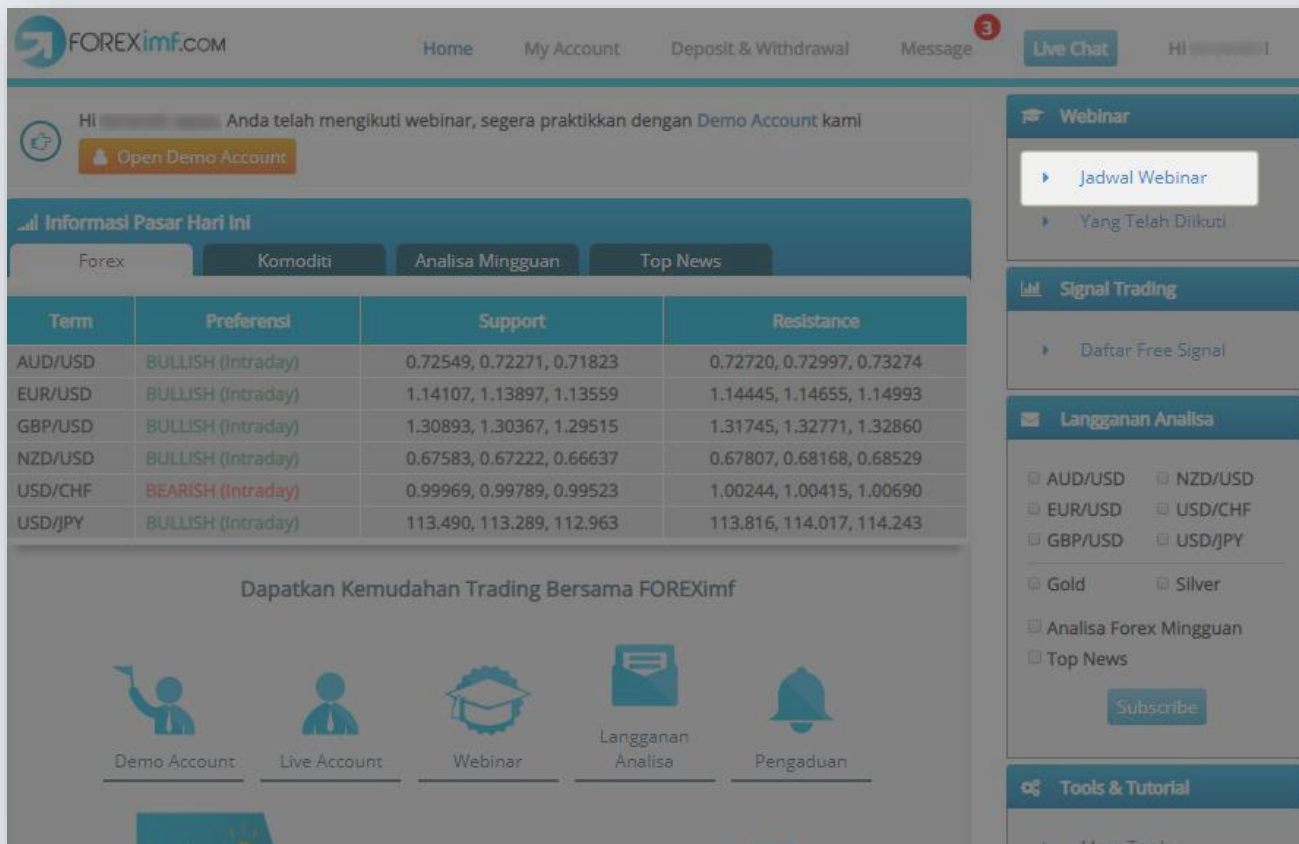 FOREXimf.COM
Home My Account Deposit & Withdrawal Message 3 Live Chat Hi !
Hi Anda telah mengikuti webinar, segera praktikkan dengan Demo Account kami
Open Demo Account
Informasi Pasar Hari Ini
Forex Komoditi Analisa Mingguan Top News
Term Preferensi Support Resistance
AUD/USD BULLISH (Intraday) 0.72549, 0.72271, 0.71823 0.72720, 0.72997, 0.73274
EUR/USD BULLISH (Intraday) 1.14107, 1.13897, 1.13559 1.14445, 1.14655, 1.14993
GBP/USD BULLISH (Intraday) 1.30893, 1.30367, 1.29515 1.31745, 1.32771, 1.32860
NZD/USD BULLISH (Intraday) 0.67583, 0.67222, 0.66637 0.67807, 0.68168, 0.68529
USD/CHF BEARISH (Intraday) 0.99969, 0.99789, 0.99523 1.00244, 1.00415, 1.00690
USD/JPY BULLISH (Intraday) 113.490, 113.289, 112.963 113.816, 114.017, 114.243
Dapatkan Kemudahan Trading Bersama FOREXimf
Demo Account
Live Account
Webinar
Langganan
Analisa
Pengaduan
Webinar
Jadwal Webinar
Yang Telah Diikuti
Signal Trading
Daftar Free Signal
Langganan Analisa
AUD/USD NZD/USD
EUR/USD USD/CHF
GBP/USD USD/JPY
Gold Silver
Analisa Forex Mingguan
Top News
Subscribe
Tools & Tutorial